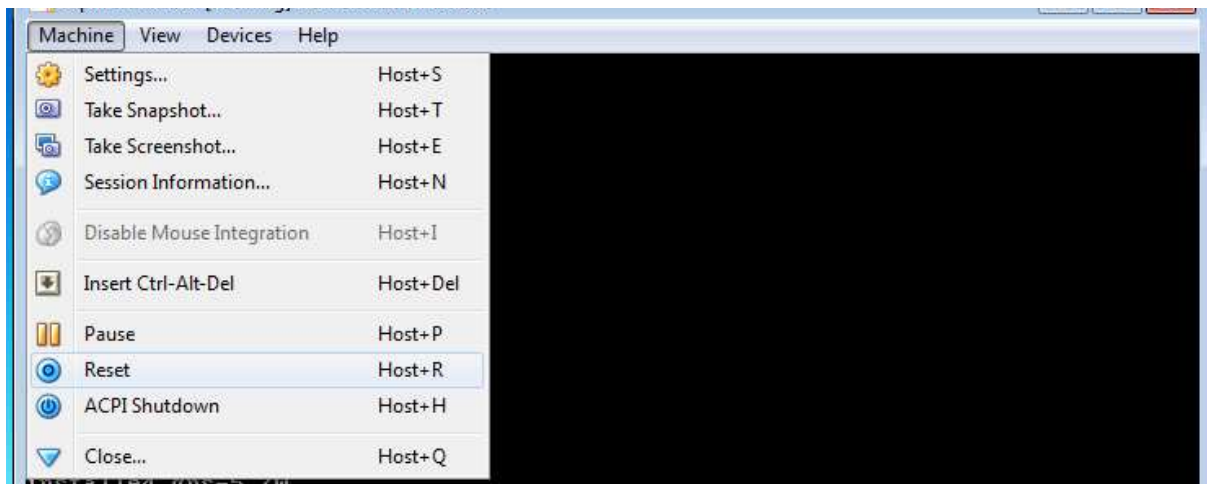 Machine View Devices Help
Settings... Host+S
Take Snapshot... Host+T
Take Screenshot... Host+E
Session Information... Host+N
Disable Mouse Integration Host+I
Insert Ctrl-Alt-Del Host+Del
Pause Host+P
Reset Host+R
ACPI Shutdown Host+H
Close... Host+Q